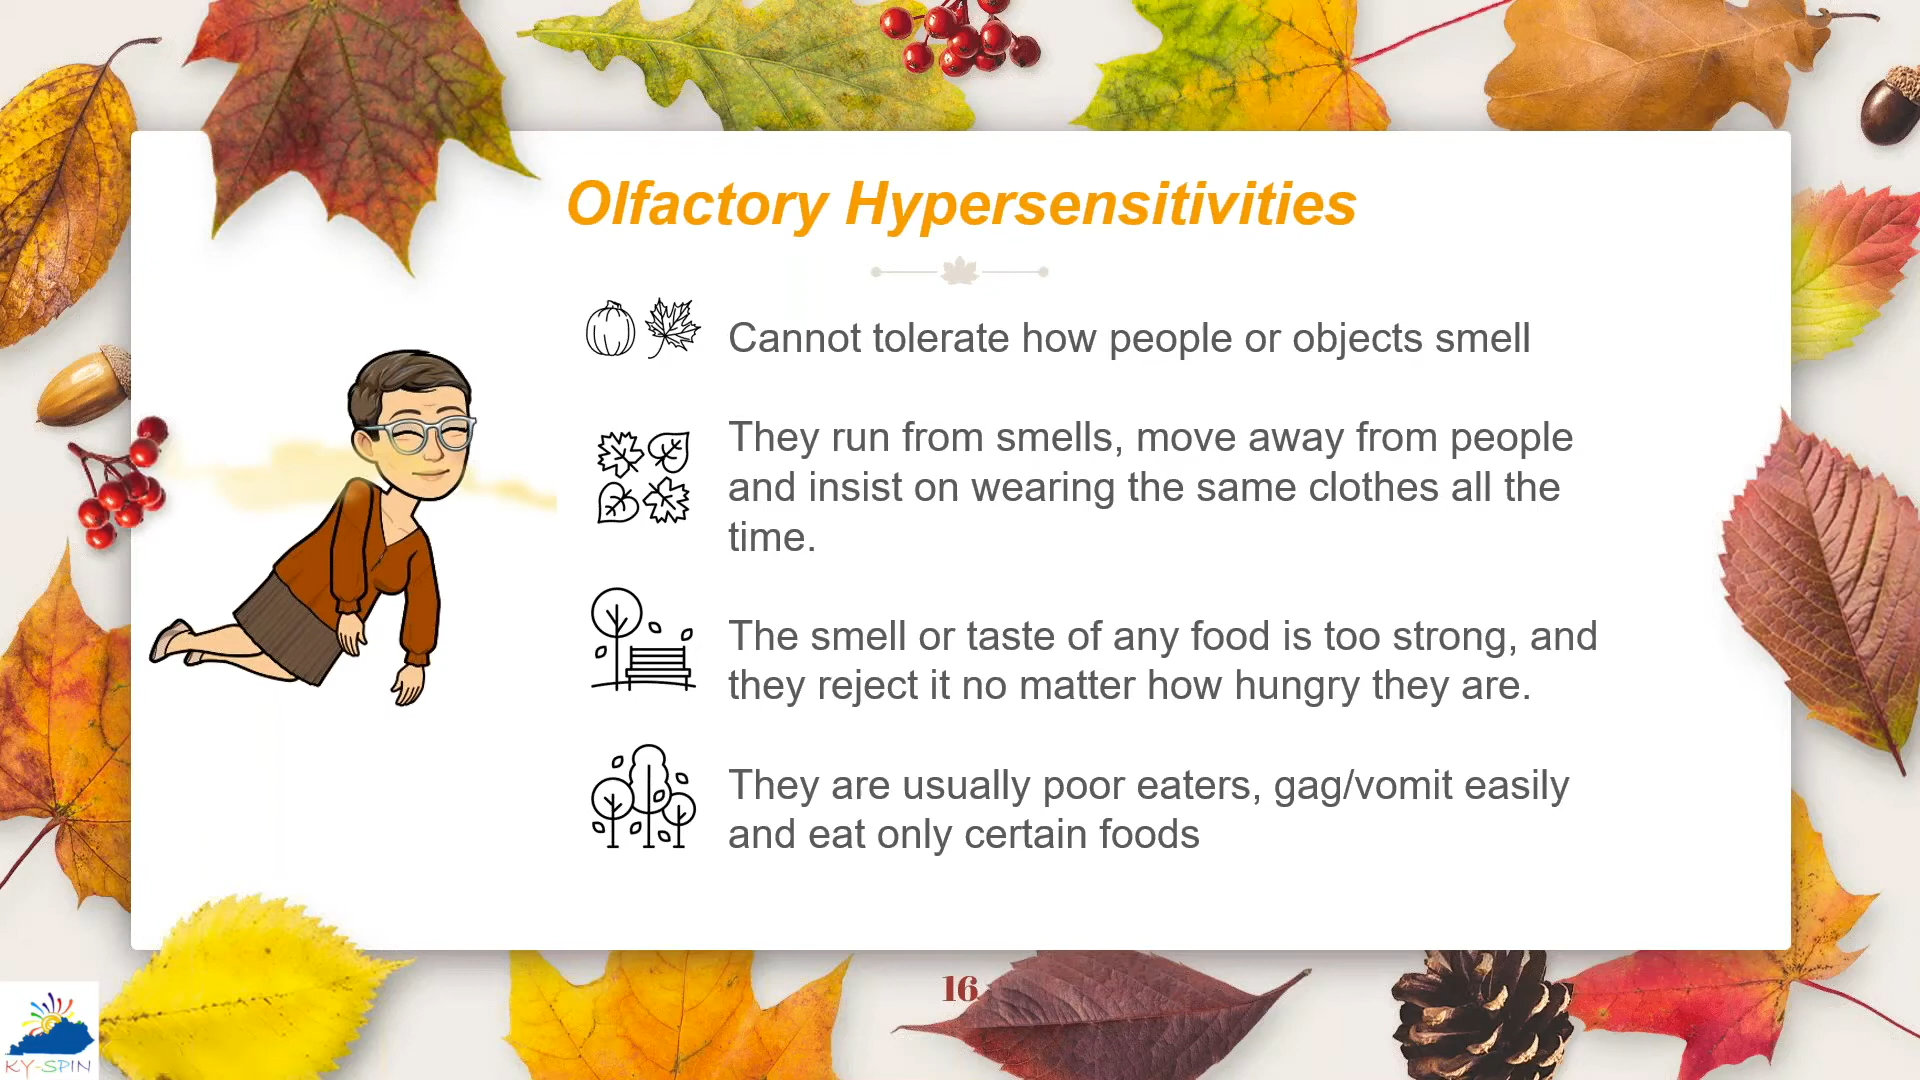 Olfactory Hypersensitivities
Cannot tolerate how people or objects smell
They run from smells, move away from people
and insist on wearing the same clothes all the
time.
The smell or taste of any food is too strong, and
they reject it no matter how hungry they are.
They are usually poor eaters, gag/vomit easily
and eat only certain foods
16
KY-SPIN